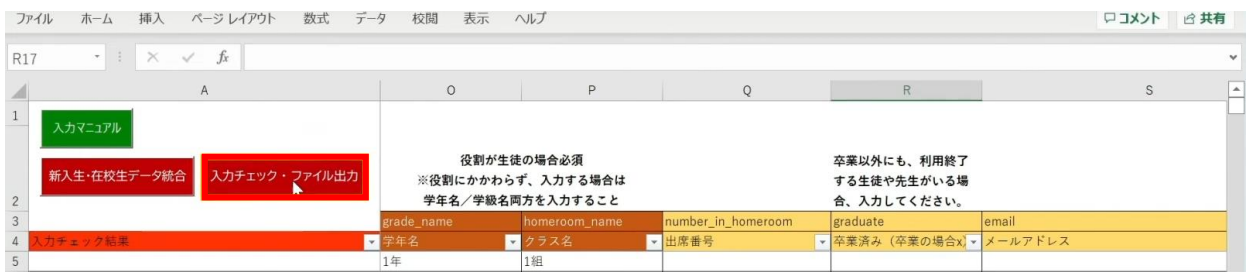 ファイル ホーム 挿入 ページ レイアウト 数式 データ 校閲 表示 ヘルプ コメント 共有
R17 fx
A O P Q R S
1
入力マニュアル
役割が生徒の場合必須 卒業以外にも、利用終了
新入生・在校生データ統合 入力チェック・ファイル出力 ※役割にかかわらず、入力する場合は する生徒や先生がいる場
2 学年名／学級名両方を入力すること 合、入力してください。
3 grade_name homeroom_name number_in_homeroom graduate email
4 入力チェック結果 学年名 クラス名 出席番号 卒業済み（卒業の場合x） メールアドレス
5 1年 1組